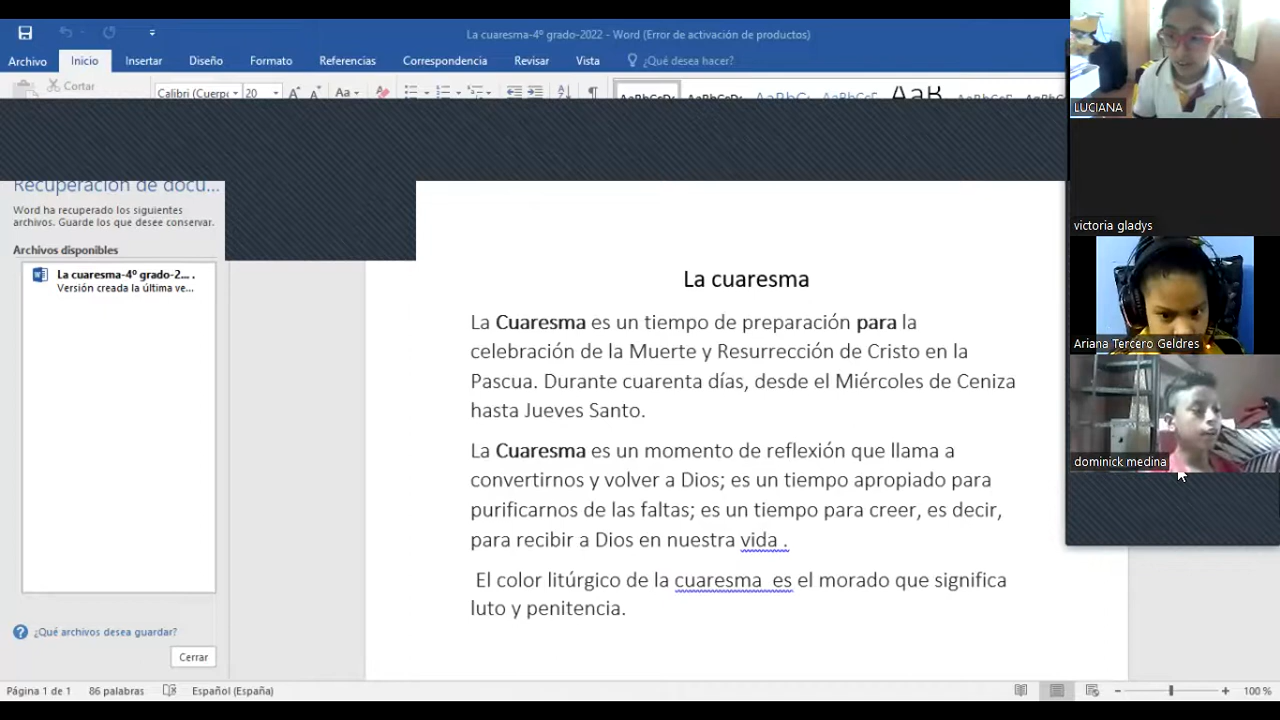 La cuaresma-4º grado-2022 - Word (Error de activación de productos)
Archivo Inicio Insertar Diseño Formato Referencias Correspondencia Revisar Vista ¿Qué desea hacer?
Cortar Calibri (Cuerpo 20 Aa
LUCIANA
victoria gladys
Ariana Tercero Geldres
dominick medina
Recuperación de docu...
Word ha recuperado los siguientes
archivos. Guarde los que desee conservar.
Archivos disponibles
La cuaresma-4º grado-2... .
Versión creada la última ve...
¿Qué archivos desea guardar?
Cerrar
La cuaresma
La Cuaresma es un tiempo de preparación para la
celebración de la Muerte y Resurrección de Cristo en la
Pascua. Durante cuarenta días, desde el Miércoles de Ceniza
hasta Jueves Santo.
La Cuaresma es un momento de reflexión que llama a
convertirnos y volver a Dios; es un tiempo apropiado para
purificarnos de las faltas; es un tiempo para creer, es decir,
para recibir a Dios en nuestra vida .
El color litúrgico de la cuaresma  es el morado que significa
luto y penitencia.
Página 1 de 1 86 palabras Español (España) 100 %